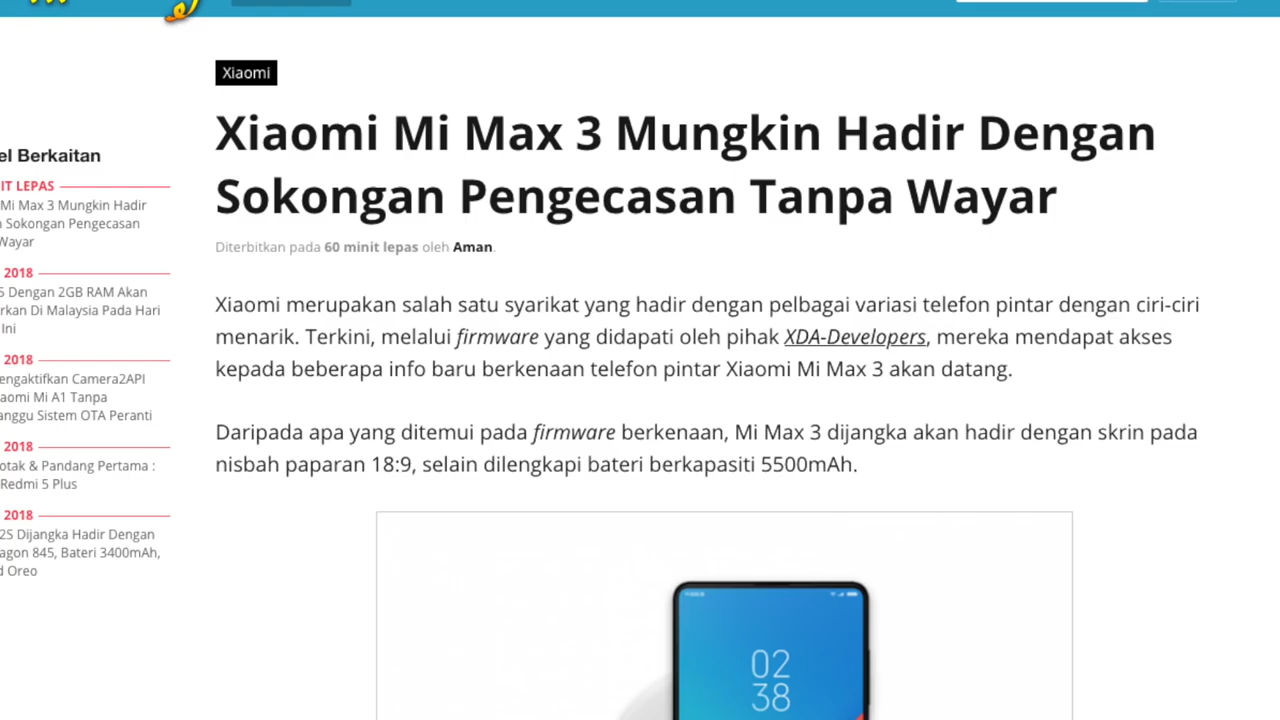 Xiaomi
Xiaomi Mi Max 3 Mungkin Hadir Dengan
Sokongan Pengecasan Tanpa Wayar
Diterbitkan pada 60 minit lepas oleh Aman.
Xiaomi merupakan salah satu syarikat yang hadir dengan pelbagai variasi telefon pintar dengan ciri-ciri
menarik. Terkini, melalui firmware yang didapati oleh pihak XDA-Developers, mereka mendapat akses
kepada beberapa info baru berkenaan telefon pintar Xiaomi Mi Max 3 akan datang.
Daripada apa yang ditemui pada firmware berkenaan, Mi Max 3 dijangka akan hadir dengan skrin pada
nisbah paparan 18:9, selain dilengkapi bateri berkapasiti 5500mAh.
02
38
el Berkaitan
IT LEPAS
Mi Max 3 Mungkin Hadir
n Sokongan Pengecasan
Wayar
2018
5 Dengan 2GB RAM Akan
rkan Di Malaysia Pada Hari
Ini
2018
engaktifkan Camera2API
aomi Mi A1 Tanpa
anggu Sistem OTA Peranti
2018
otak & Pandang Pertama :
Redmi 5 Plus
2018
2S Dijangka Hadir Dengan
agon 845, Bateri 3400mAh,
d Oreo